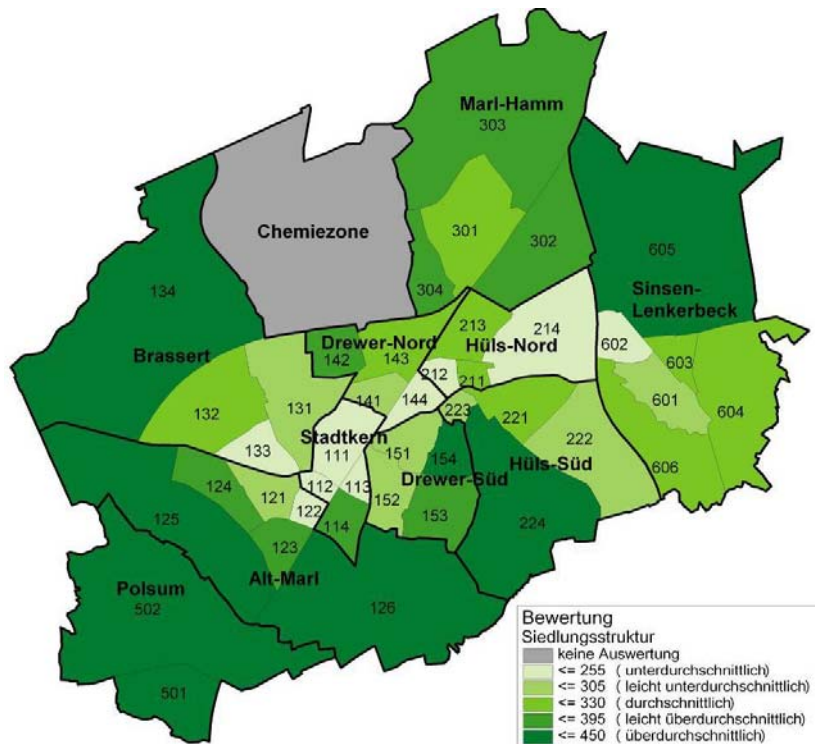 Marl-Hamm
303
Chemiezone
301
302
605
304
134
Sinsen-
Lenkerbeck
213
214
Drewer-Nord
Hüls-Nord
602
603
Brassert
142
143
212
211
601
604
132
131
141
144
223
221
222
133
Stadtkern
111
151
154
Hüls-Süd
606
124
121
112
113
152
Drewer-Süd
122
114
153
224
125
123
Alt-Marl
Polsum
502
126
501
Bewertung
Siedlungsstruktur
keine Auswertung
<= 255 ( unterdurchschnittlich)
<= 305 ( leicht unterdurchschnittlich)
<= 330 ( durchschnittlich)
<= 395 ( leicht überdurchschnittlich)
<= 450 ( überdurchschnittlich)